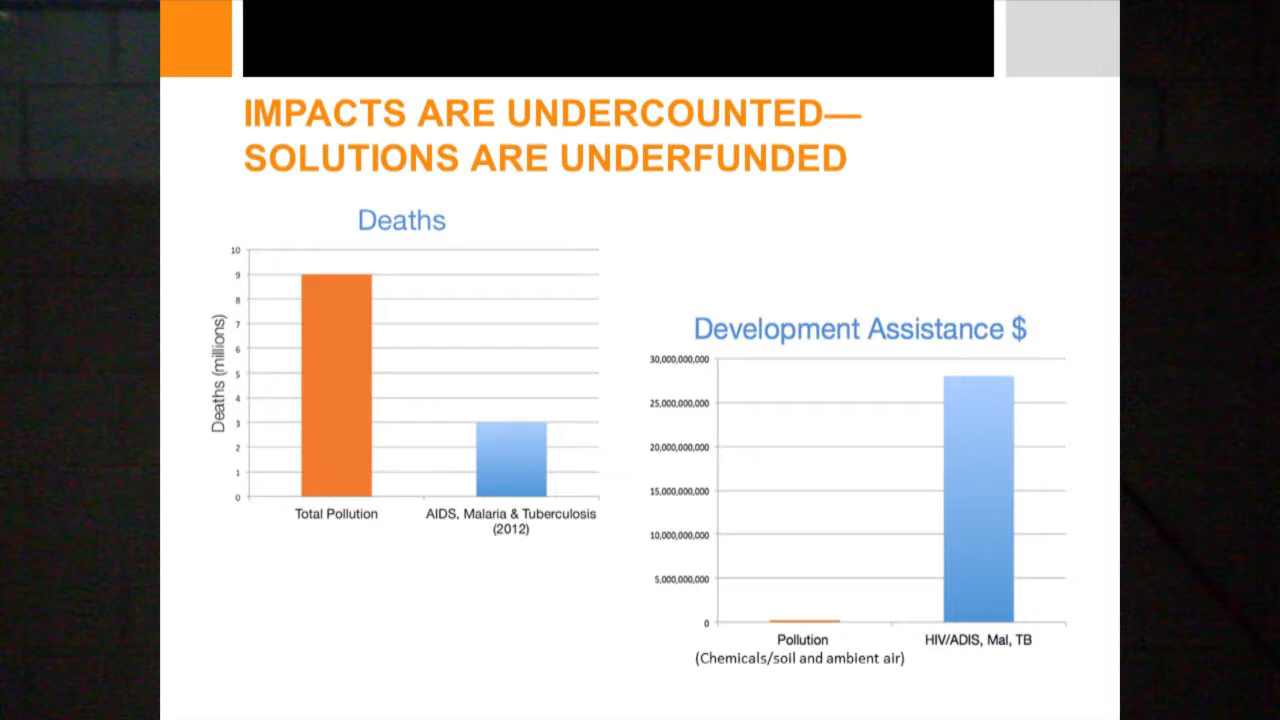 IMPACTS ARE UNDERCOUNTED—
SOLUTIONS ARE UNDERFUNDED
Deaths
Deaths (millions)
10
9
8
7
6
5
4
3
2
1
0
Total Pollution
AIDS, Malaria & Tuberculosis
(2012)
Development Assistance $
30,000,000,000
25,000,000,000
20,000,000,000
15,000,000,000
10,000,000,000
5,000,000,000
0
Pollution
(Chemicals/soil and ambient air)
HIV/ADIS, Mal, TB